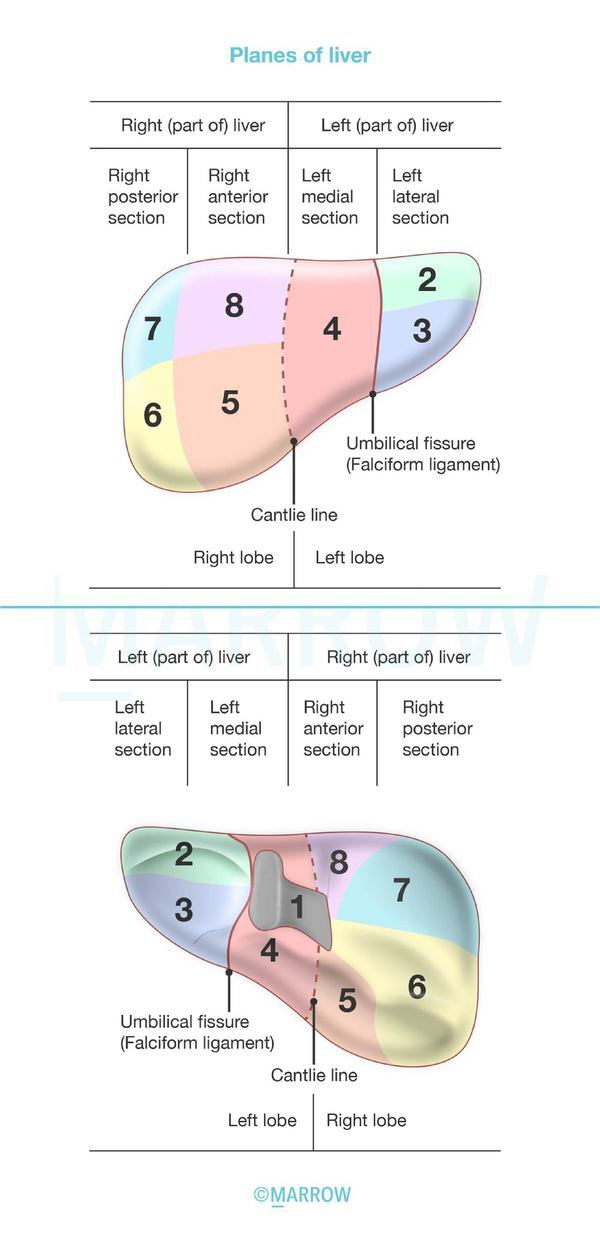 Planes of liver
Right (part of) liver
Left (part of) liver
Right
posterior
section
Right
anterior
section
Left
medial
section
Left
lateral
section
2
8
7
4
3
5
6
Umbilical fissure
(Falciform ligament)
Cantlie line
Right lobe
Left lobe
MARROW
Left (part of) liver
Right (part of) liver
Left
lateral
section
Left
medial
section
Right
anterior
section
Right
posterior
section
2
8
7
3
1
4
6
5
Umbilical fissure
(Falciform ligament)
Cantlie line
Left lobe
Right lobe
©MARROW